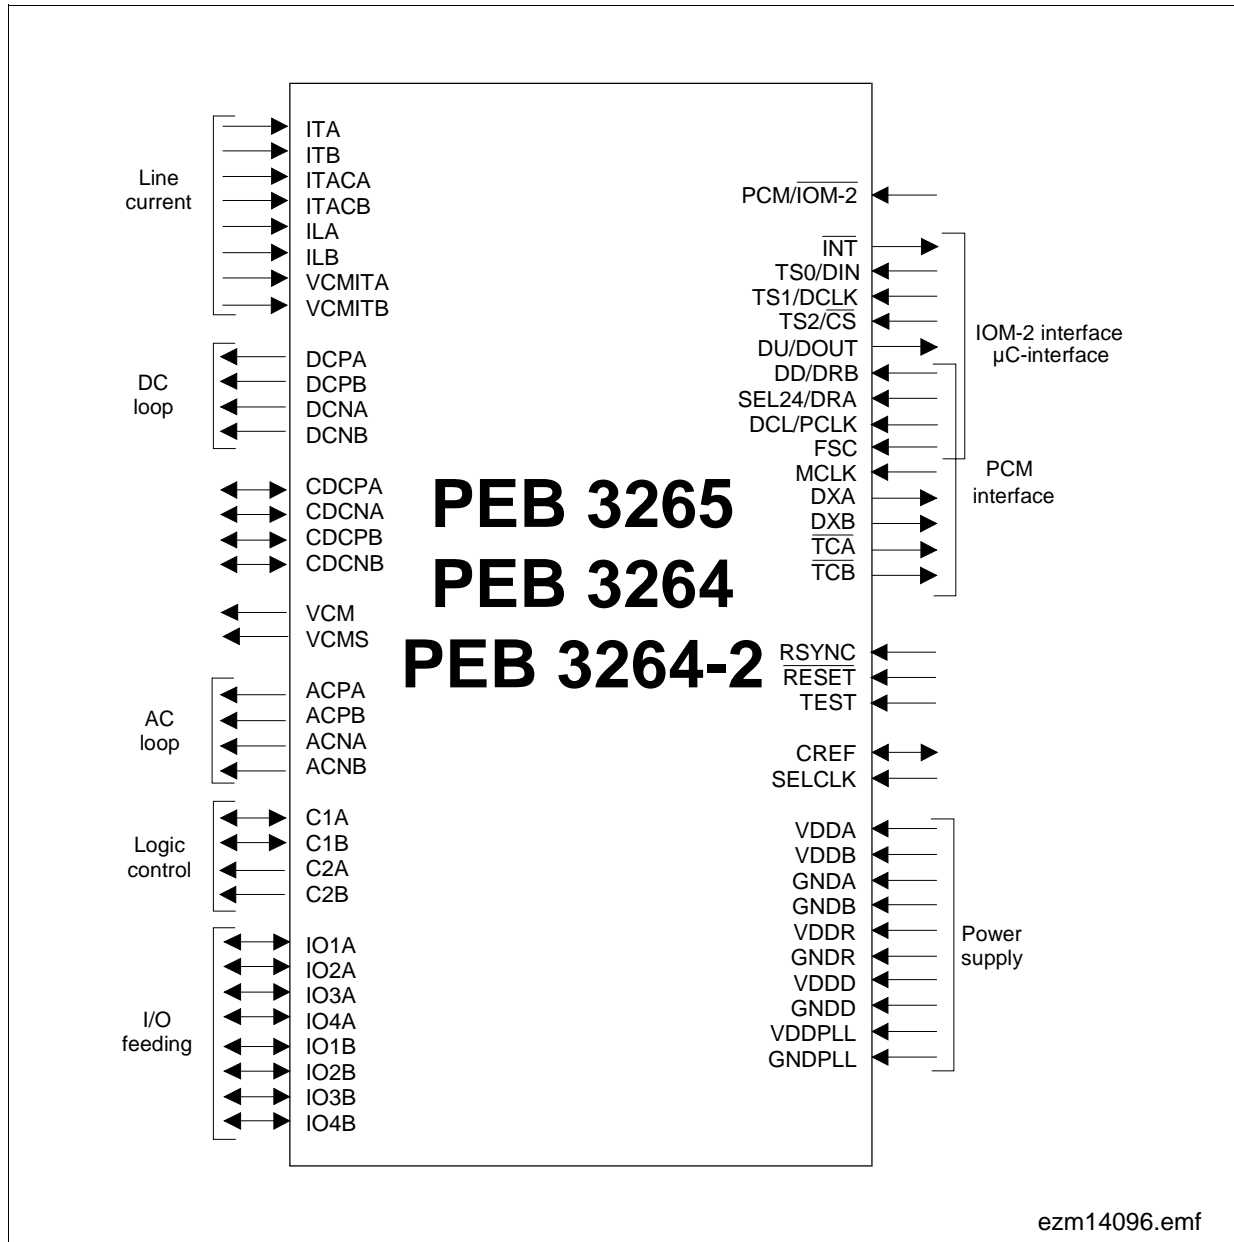 Line
current
ITA
ITB
ITACA
ITACB
ILA
ILB
VCMITA
VCMITB
DC
loop
DCPA
DCPB
DCNA
DCNB
CDCPA
CDCNA
CDCPB
CDCNB
VCM
VCMS
AC
loop
ACPA
ACPB
ACNA
ACNB
Logic
control
C1A
C1B
C2A
C2B
I/O
feeding
IO1A
IO2A
IO3A
IO4A
IO1B
IO2B
IO3B
IO4B
PEB 3265
PEB 3264
PEB 3264-2
PCM/IOM-2
INT
TS0/DIN
TS1/DCLK
TS2/CS
DU/DOUT
DD/DRB
SEL24/DRA
DCL/PCLK
FSC
MCLK
DXA
DXB
TCA
TCB
IOM-2 interface
µC-interface
PCM
interface
RSYNC
RESET
TEST
CREF
SELCLK
VDDA
VDDB
GNDA
GNDB
VDDR
GNDR
VDDD
GNDD
VDDPLL
GNDPLL
Power
supply
ezm14096.emf